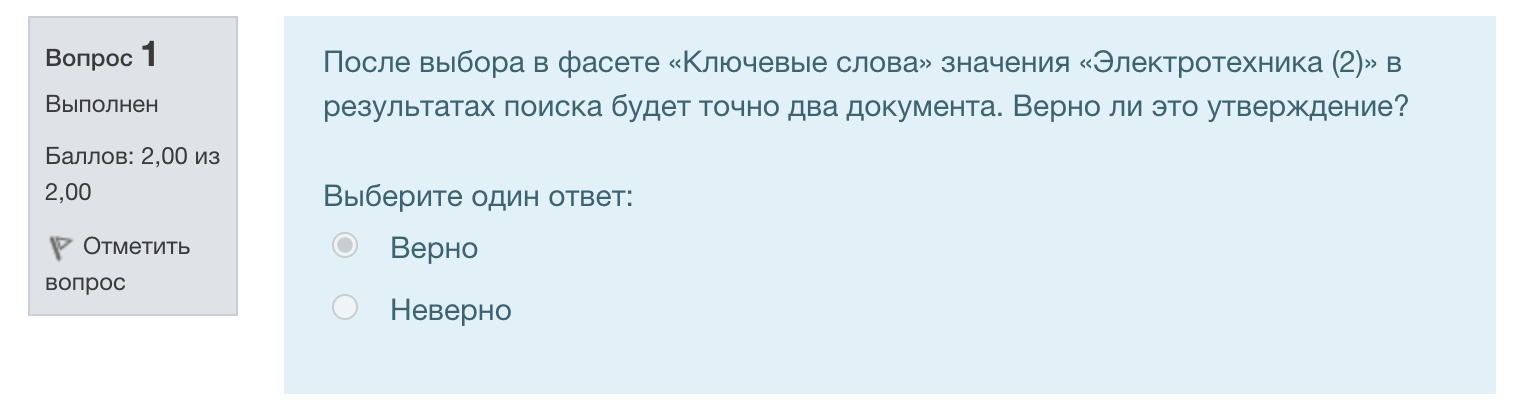 Вопрос 1
Выполнен
Баллов: 2,00 из
2,00
Отметить
вопрос
После выбора в фасете «Ключевые слова» значения «Электротехника (2)» в
результатах поиска будет точно два документа. Верно ли это утверждение?
Выберите один ответ:
Верно
Неверно